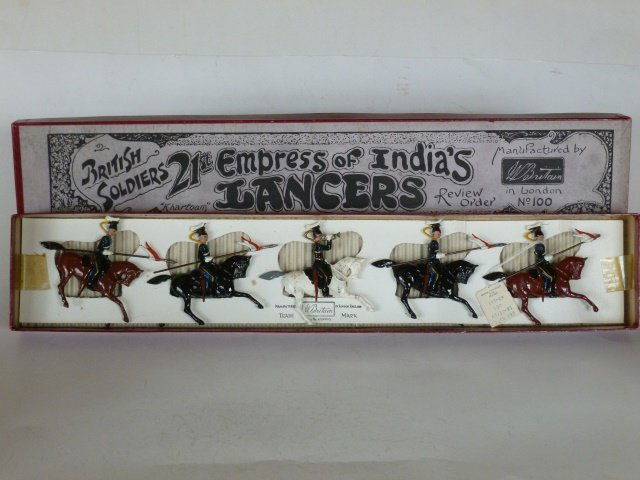 BRITISH
SOLDIERS
21st Empress of India's
LANCERS
"Khartoum"
Review
Order
Manufactured by
W. Britain
in London
No 100
W. Britain
TRADE MARK